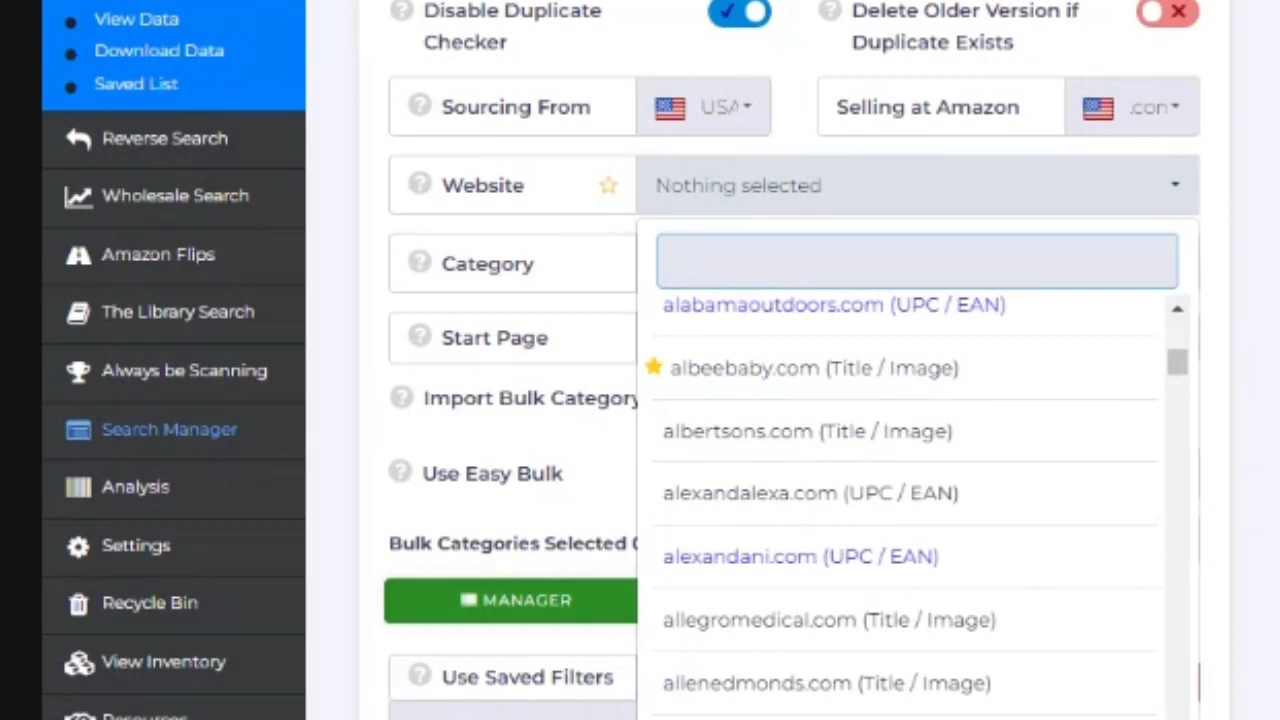 View Data
Download Data
Saved List
Reverse Search
Wholesale Search
Amazon Flips
The Library Search
Always be Scanning
Search Manager
Analysis
Settings
Recycle Bin
View Inventory
Resources
Disable Duplicate
Checker
Delete Older Version if
Duplicate Exists
Sourcing From
USA
Selling at Amazon
.com
Website
Nothing selected
Category
Start Page
Import Bulk Category
Use Easy Bulk
Bulk Categories Selected
MANAGER
Use Saved Filters
alabamaoutdoors.com (UPC / EAN)
albeebaby.com (Title / Image)
albertsons.com (Title / Image)
alexandalexa.com (UPC / EAN)
alexandani.com (UPC / EAN)
allegromedical.com (Title / Image)
allenedmonds.com (Title / Image)